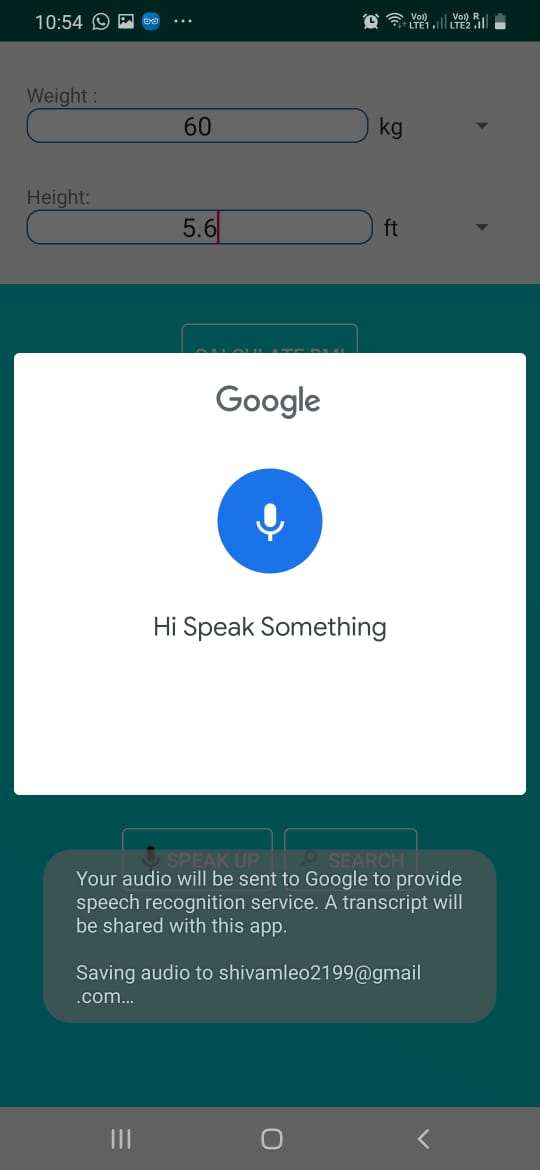 10:54 Vo) LTE1 Vo) R LTE2
Weight :
60 kg
Height:
5.6 ft
CALCULATE BMI
Google
Hi Speak Something
SPEAK UP SEARCH
Your audio will be sent to Google to provide
speech recognition service. A transcript will
be shared with this app.
Saving audio to shivamleo2199@gmail
.com...